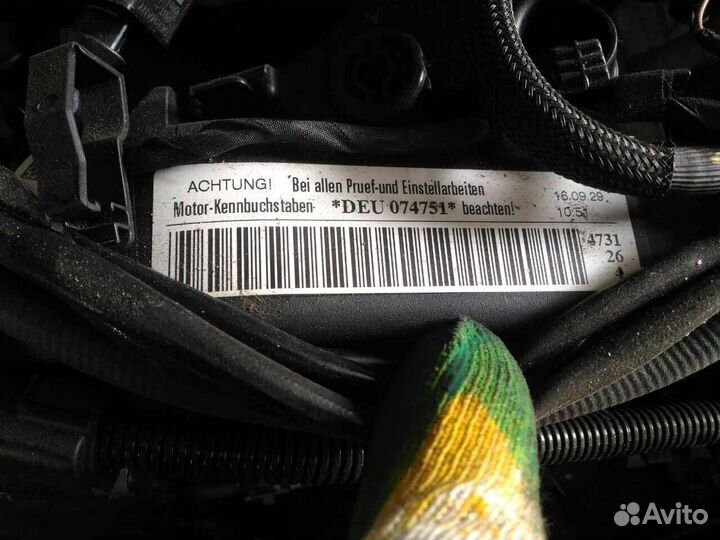 ACHTUNG! Bei allen Pruef-und Einstellarbeiten
Motor-Kennbuchstaben *DEU 074751* beachten!
16.09.29.
10:51
4731
26
4
Avito